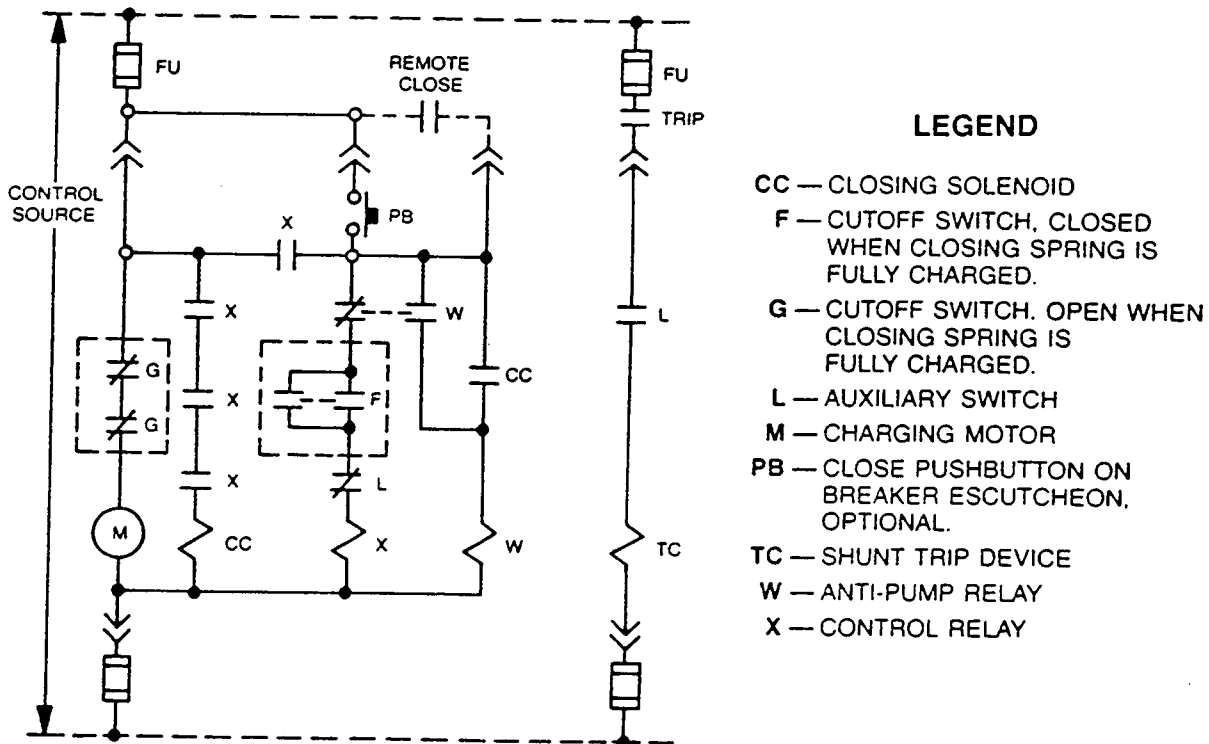 FU
REMOTE
CLOSE
FU
TRIP
CONTROL
SOURCE
PB
X
X
W
L
G
CC
X
F
G
X
L
M
CC
X
W
TC
LEGEND
CC — CLOSING SOLENOID
F — CUTOFF SWITCH, CLOSED
WHEN CLOSING SPRING IS
FULLY CHARGED.
G — CUTOFF SWITCH. OPEN WHEN
CLOSING SPRING IS
FULLY CHARGED.
L — AUXILIARY SWITCH
M — CHARGING MOTOR
PB — CLOSE PUSHBUTTON ON
BREAKER ESCUTCHEON,
OPTIONAL.
TC — SHUNT TRIP DEVICE
W — ANTI-PUMP RELAY
X — CONTROL RELAY